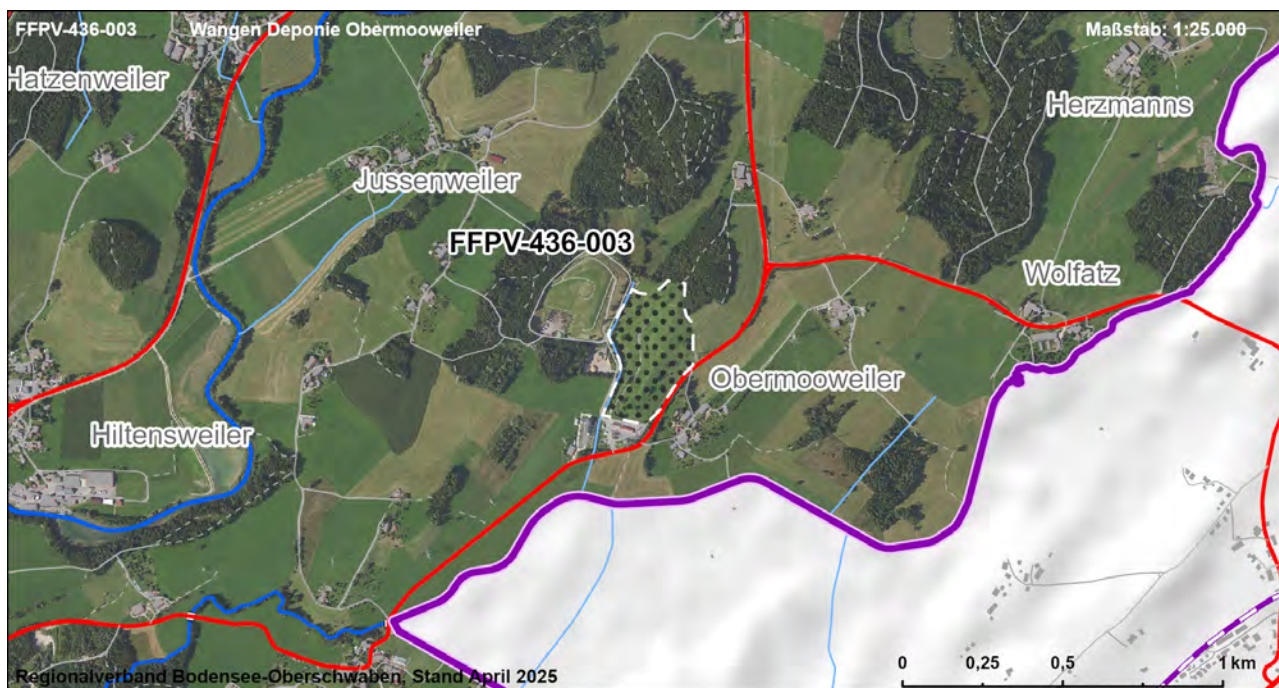 FFPV-436-003 Wangen Deponie Obermooweiler Maßstab: 1:25.000
Hatzenweiler
Herzmanns
Jussenweiler
FFPV-436-003
Wolfatz
Obermooweiler
Hiltensweiler
0 0,25 0,5 1 km
Regionalverband Bodensee-Oberschwaben, Stand April 2025